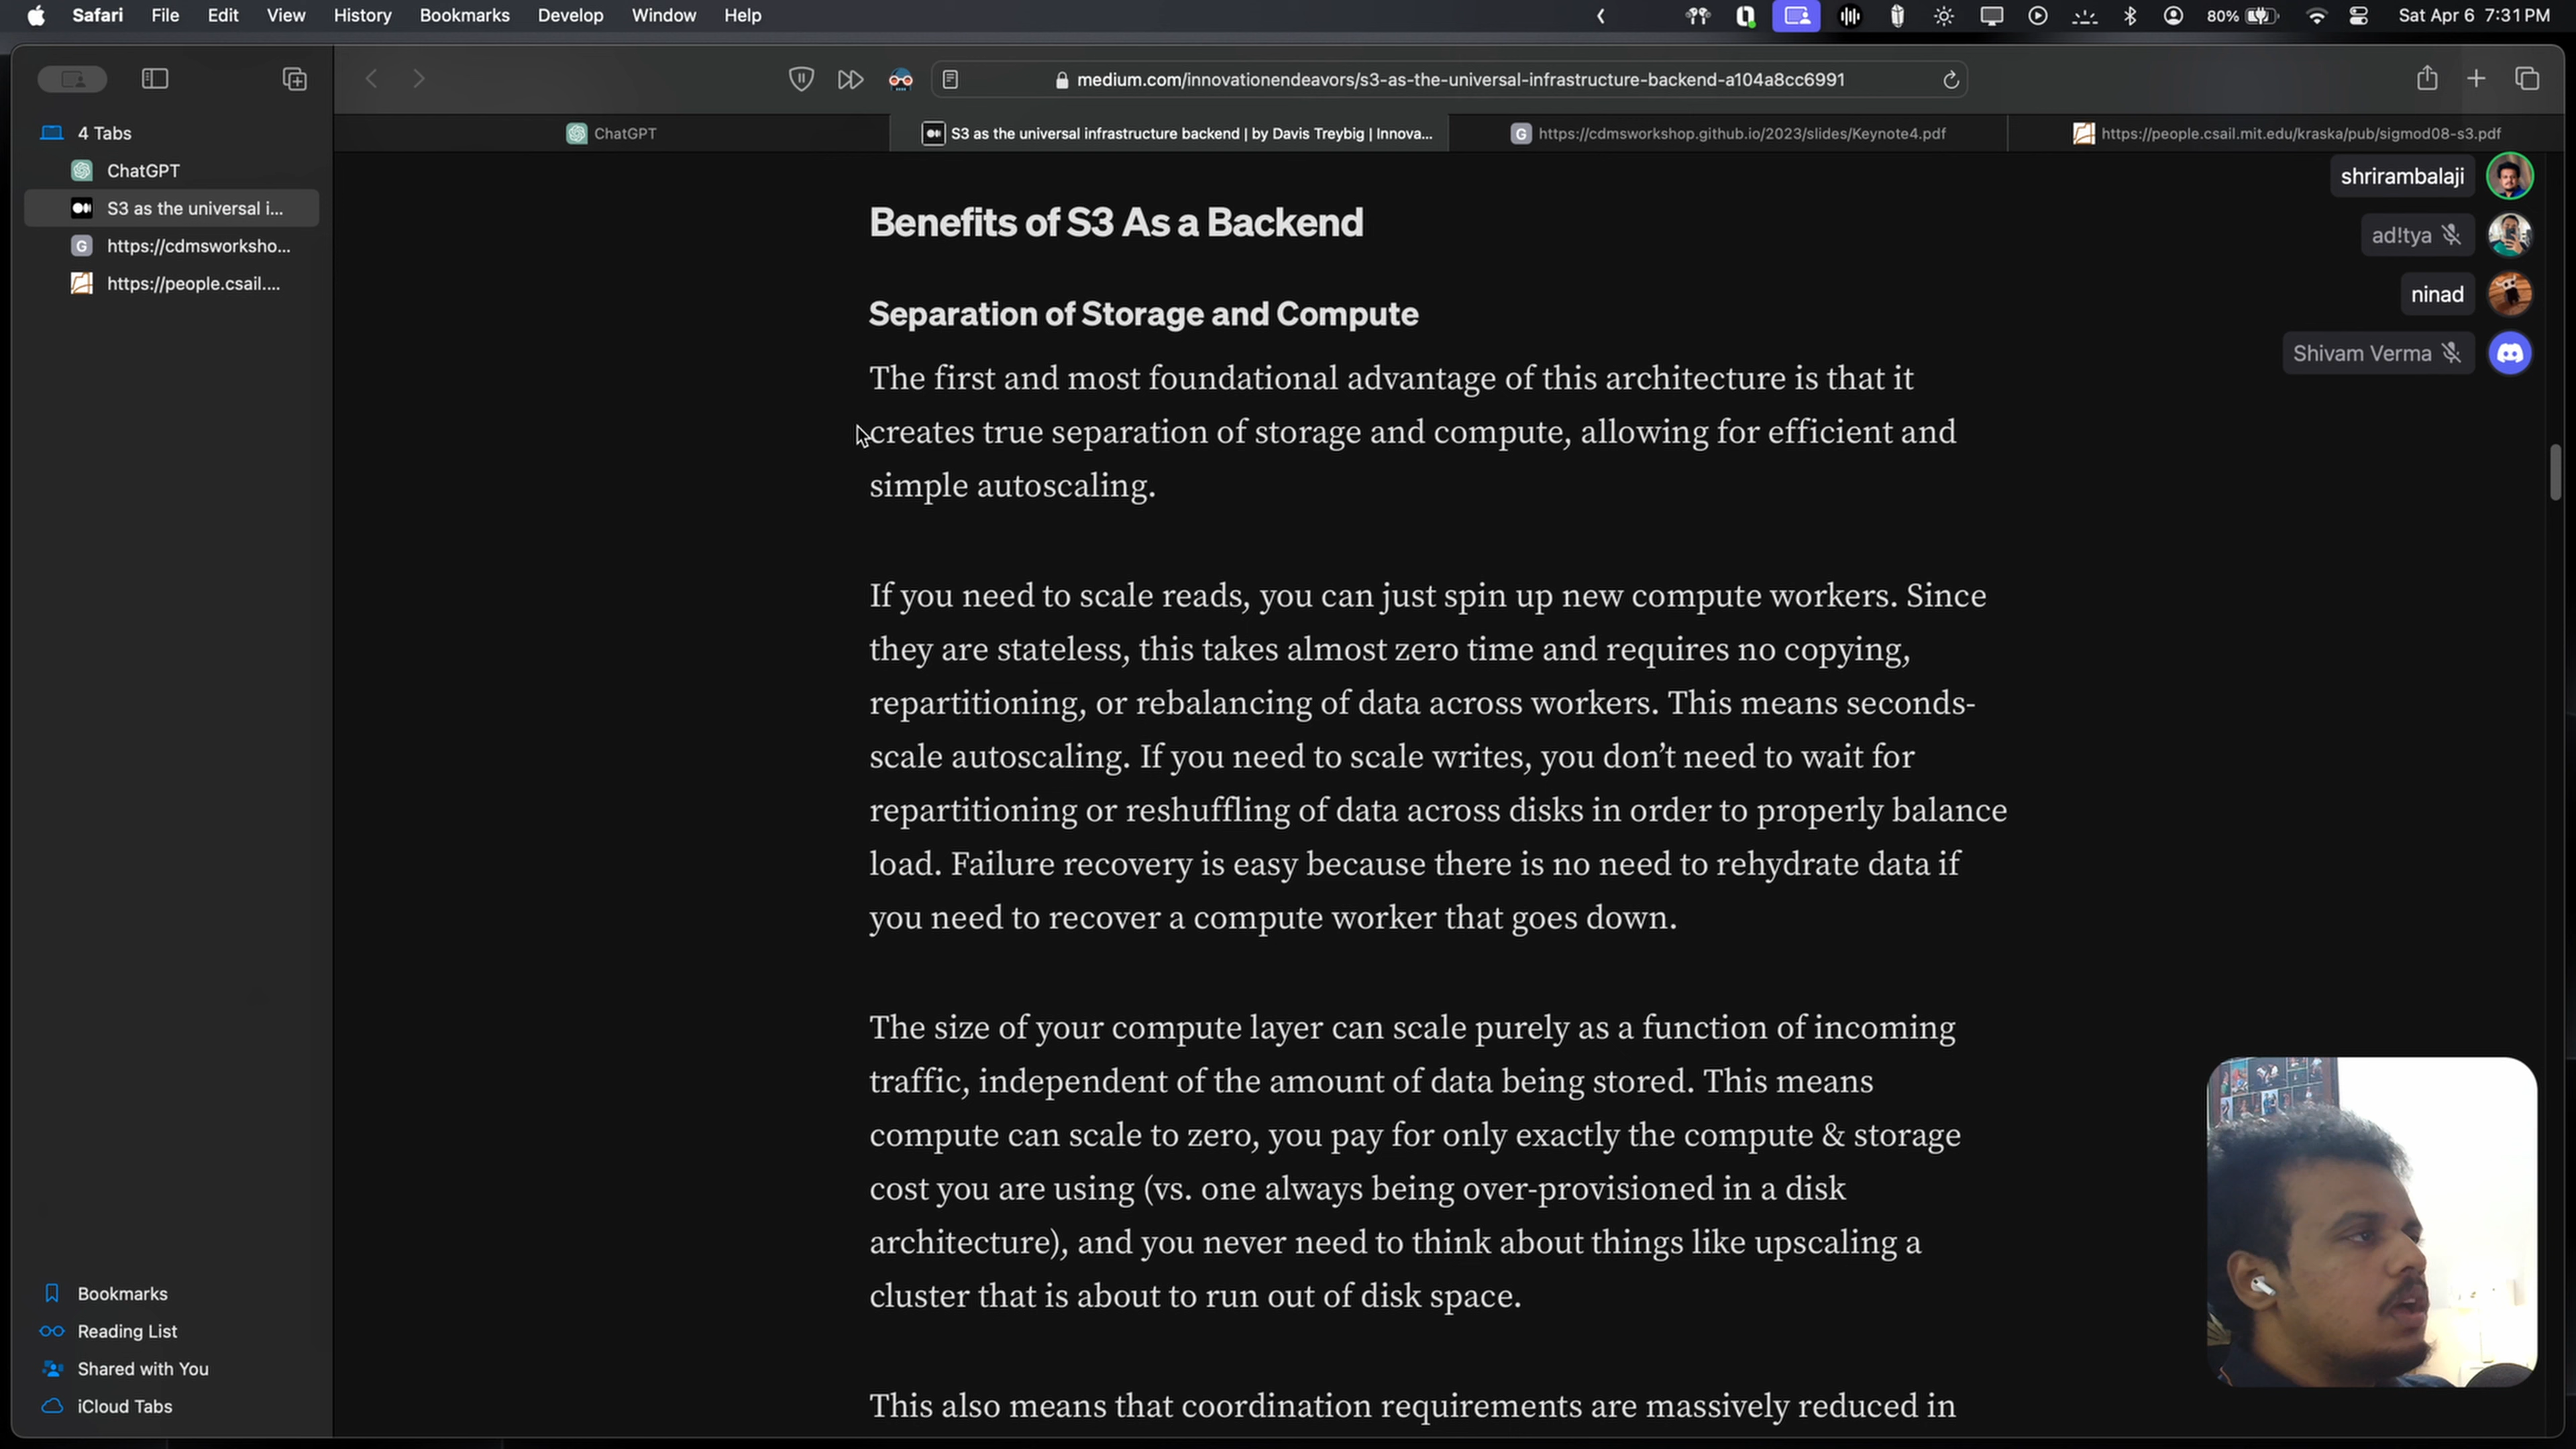 Safari File Edit View History Bookmarks Develop Window Help
80% Sat Apr 6 7:31 PM
medium.com/innovationendeavors/s3-as-the-universal-infrastructure-backend-a104a8cc6991
ChatGPT
S3 as the universal infrastructure backend | by Davis Treybig | Innova...
G https://cdmsworkshop.github.io/2023/slides/Keynote4.pdf
https://people.csail.mit.edu/kraska/pub/sigmod08-s3.pdf
4 Tabs
ChatGPT
S3 as the universal i...
G https://cdmsworksho...
https://people.csail....
Bookmarks
Reading List
Shared with You
iCloud Tabs
Benefits of S3 As a Backend
Separation of Storage and Compute
The first and most foundational advantage of this architecture is that it
creates true separation of storage and compute, allowing for efficient and
simple autoscaling.
If you need to scale reads, you can just spin up new compute workers. Since
they are stateless, this takes almost zero time and requires no copying,
repartitioning, or rebalancing of data across workers. This means seconds-
scale autoscaling. If you need to scale writes, you don’t need to wait for
repartitioning or reshuffling of data across disks in order to properly balance
load. Failure recovery is easy because there is no need to rehydrate data if
you need to recover a compute worker that goes down.
The size of your compute layer can scale purely as a function of incoming
traffic, independent of the amount of data being stored. This means
compute can scale to zero, you pay for only exactly the compute & storage
cost you are using (vs. one always being over-provisioned in a disk
architecture), and you never need to think about things like upscaling a
cluster that is about to run out of disk space.
This also means that coordination requirements are massively reduced in
shrirambalaji
ad!tya
ninad
Shivam Verma